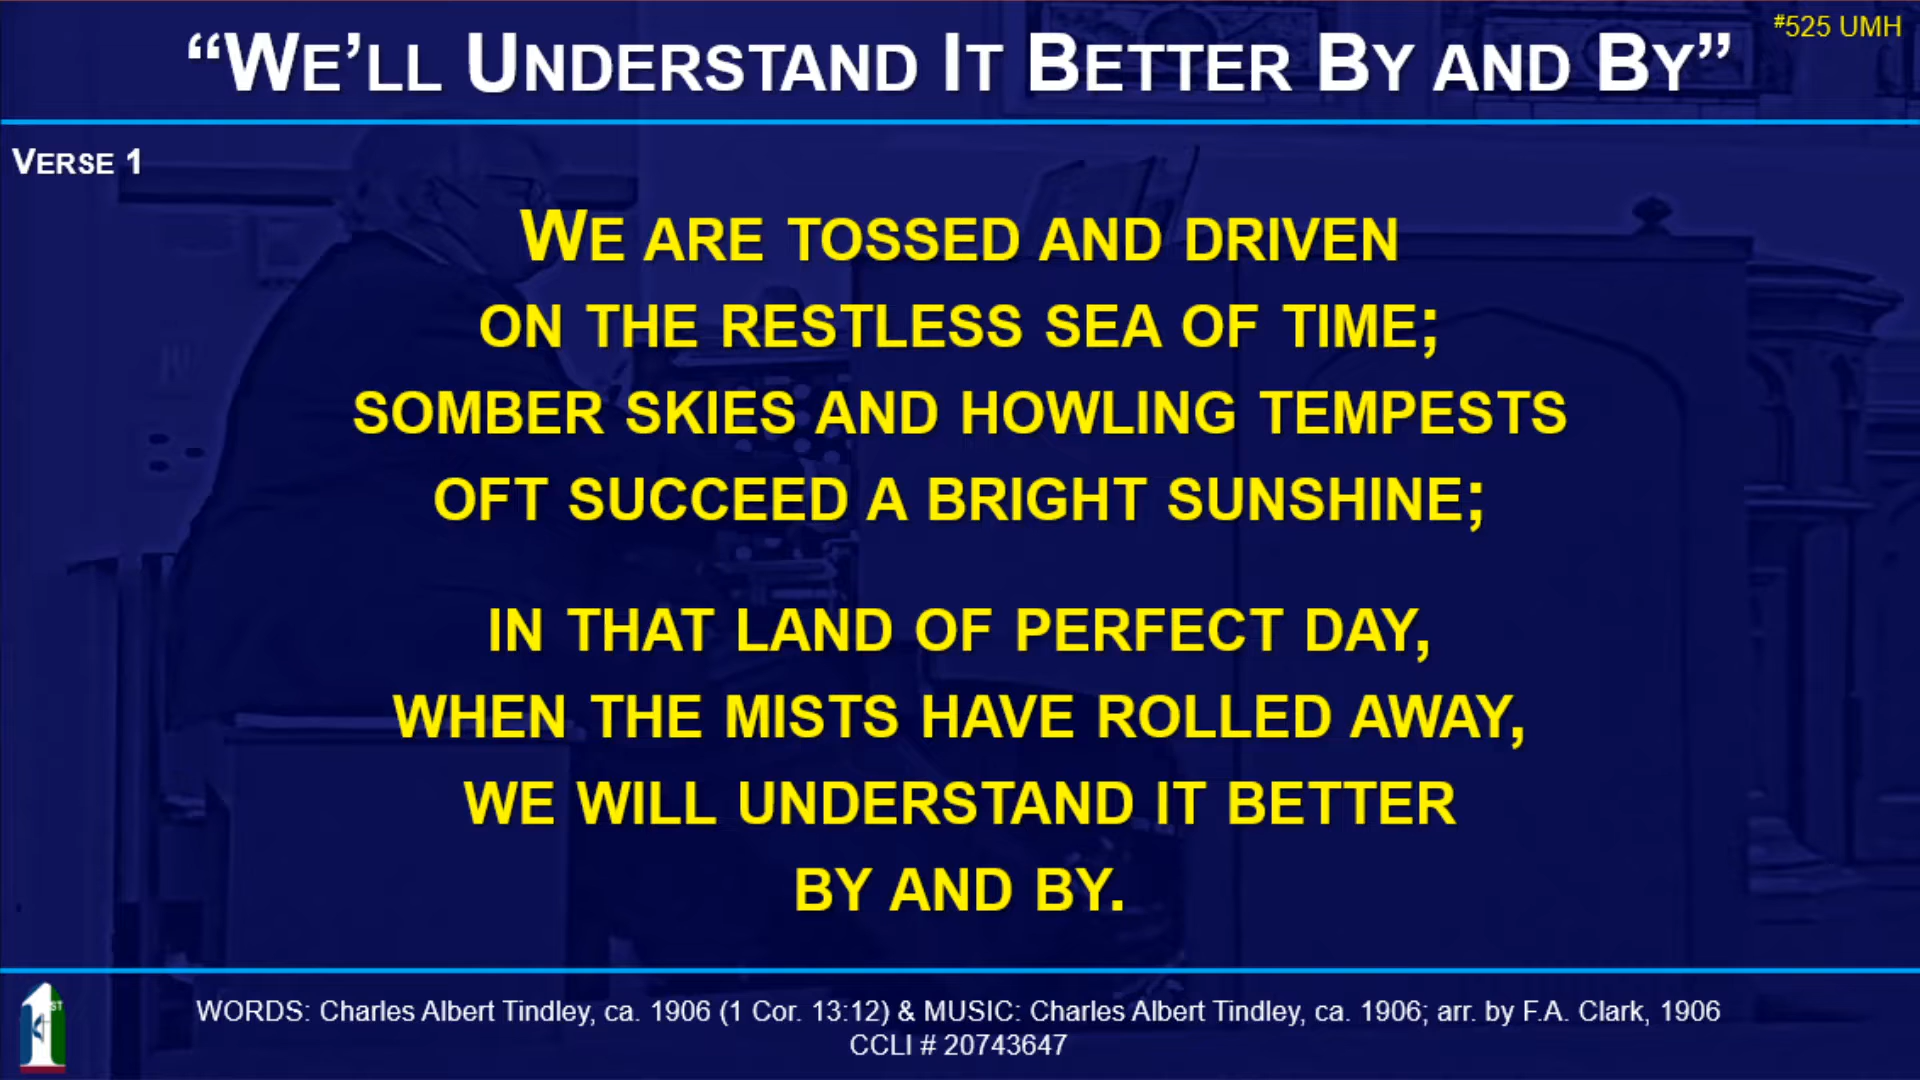 #525 UMH
“We’ll Understand It Better By and By”
Verse 1
We are tossed and driven
on the restless sea of time;
somber skies and howling tempests
oft succeed a bright sunshine;
in that land of perfect day,
when the mists have rolled away,
we will understand it better
by and by.
1ST
WORDS: Charles Albert Tindley, ca. 1906 (1 Cor. 13:12) & MUSIC: Charles Albert Tindley, ca. 1906; arr. by F.A. Clark, 1906
CCLI # 20743647